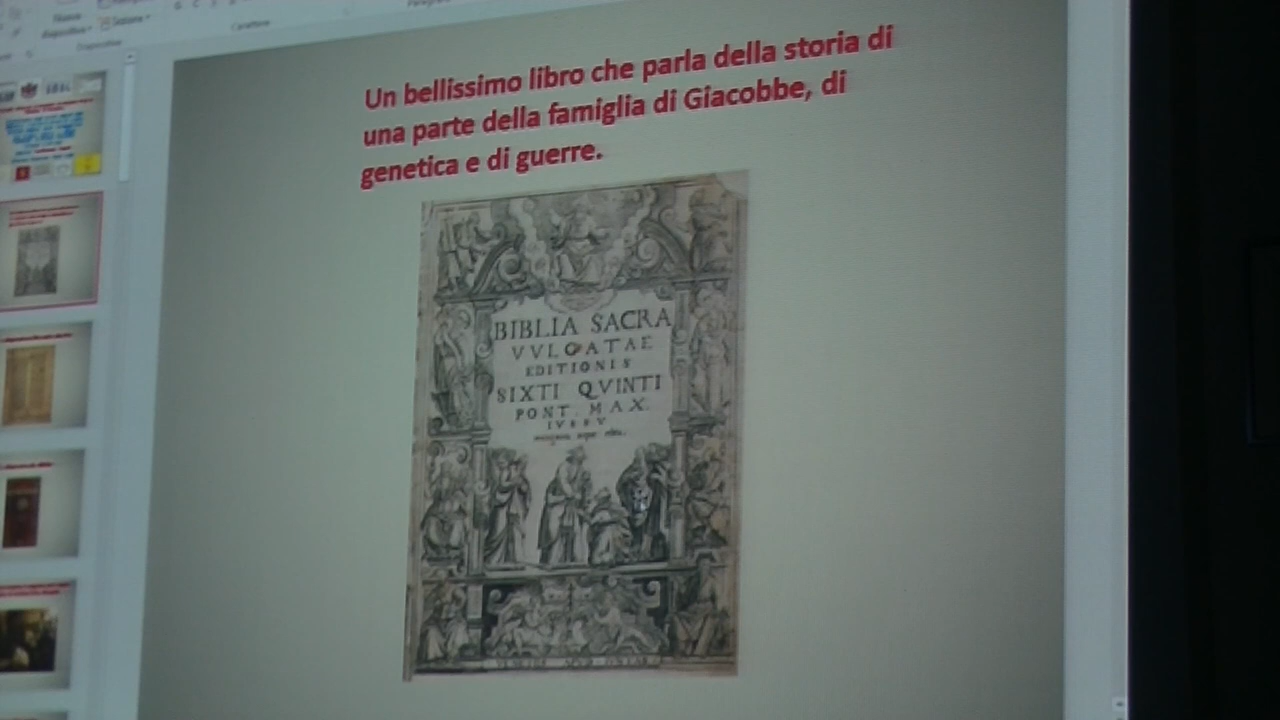 Un bellissimo libro che parla della storia di
una parte della famiglia di Giacobbe, di
genetica e di guerre.
BIBLIA SACRA
VVLGATAE
EDITIONIS
SIXTI QVINTI
PONT. MAX.
IVSSV